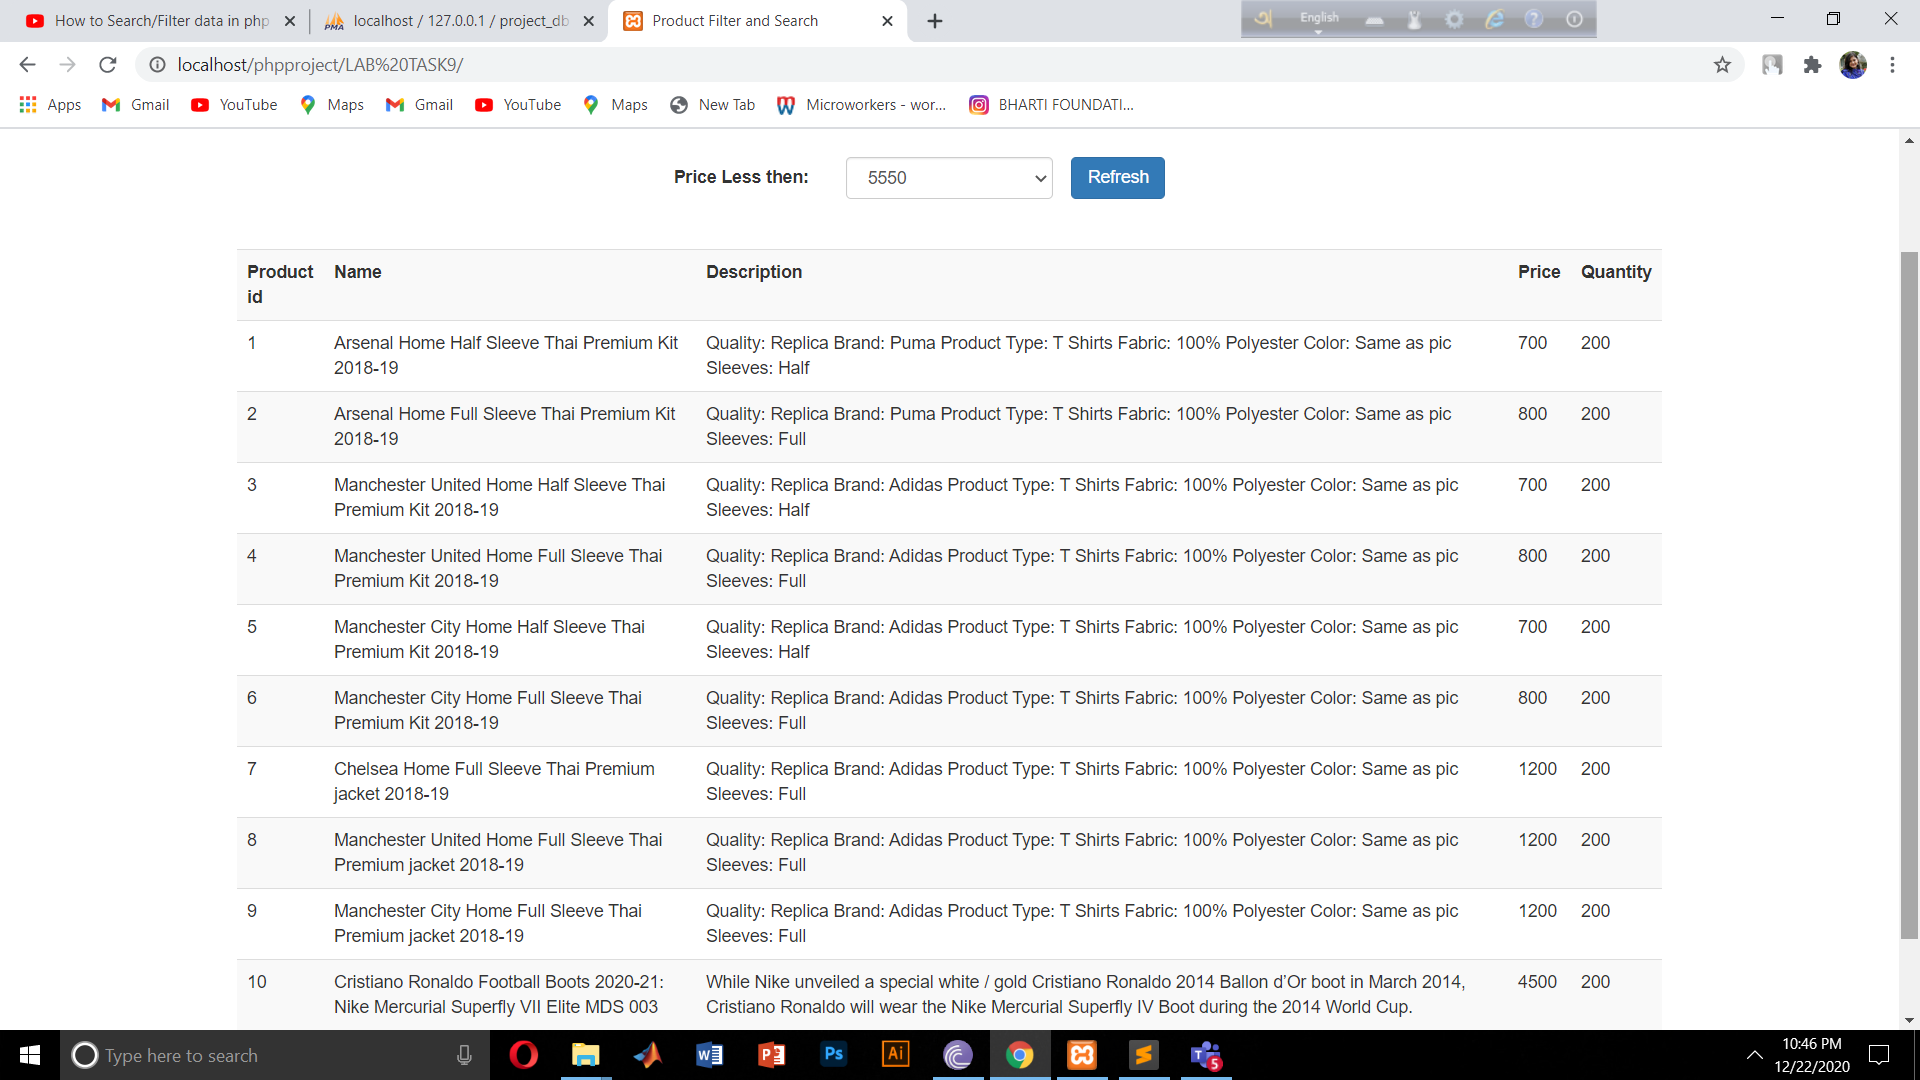 How to Search/Filter data in php
localhost / 127.0.0.1 / project_db
Product Filter and Search
English
localhost/phpproject/LAB%20TASK9/
Apps
Gmail
YouTube
Maps
Gmail
YouTube
Maps
New Tab
Microworkers - wor...
BHARTI FOUNDATI...
Price Less then:
5550
Refresh
Product id Name Description Price Quantity
1 Arsenal Home Half Sleeve Thai Premium Kit Quality: Replica Brand: Puma Product Type: T Shirts Fabric: 100% Polyester Color: Same as pic 700 200
2018-19 Sleeves: Half
2 Arsenal Home Full Sleeve Thai Premium Kit Quality: Replica Brand: Puma Product Type: T Shirts Fabric: 100% Polyester Color: Same as pic 800 200
2018-19 Sleeves: Full
3 Manchester United Home Half Sleeve Thai Quality: Replica Brand: Adidas Product Type: T Shirts Fabric: 100% Polyester Color: Same as pic 700 200
Premium Kit 2018-19 Sleeves: Half
4 Manchester United Home Full Sleeve Thai Quality: Replica Brand: Adidas Product Type: T Shirts Fabric: 100% Polyester Color: Same as pic 800 200
Premium Kit 2018-19 Sleeves: Full
5 Manchester City Home Half Sleeve Thai Quality: Replica Brand: Adidas Product Type: T Shirts Fabric: 100% Polyester Color: Same as pic 700 200
Premium Kit 2018-19 Sleeves: Half
6 Manchester City Home Full Sleeve Thai Quality: Replica Brand: Adidas Product Type: T Shirts Fabric: 100% Polyester Color: Same as pic 800 200
Premium Kit 2018-19 Sleeves: Full
7 Chelsea Home Full Sleeve Thai Premium Quality: Replica Brand: Adidas Product Type: T Shirts Fabric: 100% Polyester Color: Same as pic 1200 200
jacket 2018-19 Sleeves: Full
8 Manchester United Home Full Sleeve Thai Quality: Replica Brand: Adidas Product Type: T Shirts Fabric: 100% Polyester Color: Same as pic 1200 200
Premium jacket 2018-19 Sleeves: Full
9 Manchester City Home Full Sleeve Thai Quality: Replica Brand: Adidas Product Type: T Shirts Fabric: 100% Polyester Color: Same as pic 1200 200
Premium jacket 2018-19 Sleeves: Full
10 Cristiano Ronaldo Football Boots 2020-21: While Nike unveiled a special white / gold Cristiano Ronaldo 2014 Ballon d’Or boot in March 2014, 4500 200
Nike Mercurial Superfly VII Elite MDS 003 Cristiano Ronaldo will wear the Nike Mercurial Superfly IV Boot during the 2014 World Cup.
Type here to search
10:46 PM
12/22/2020